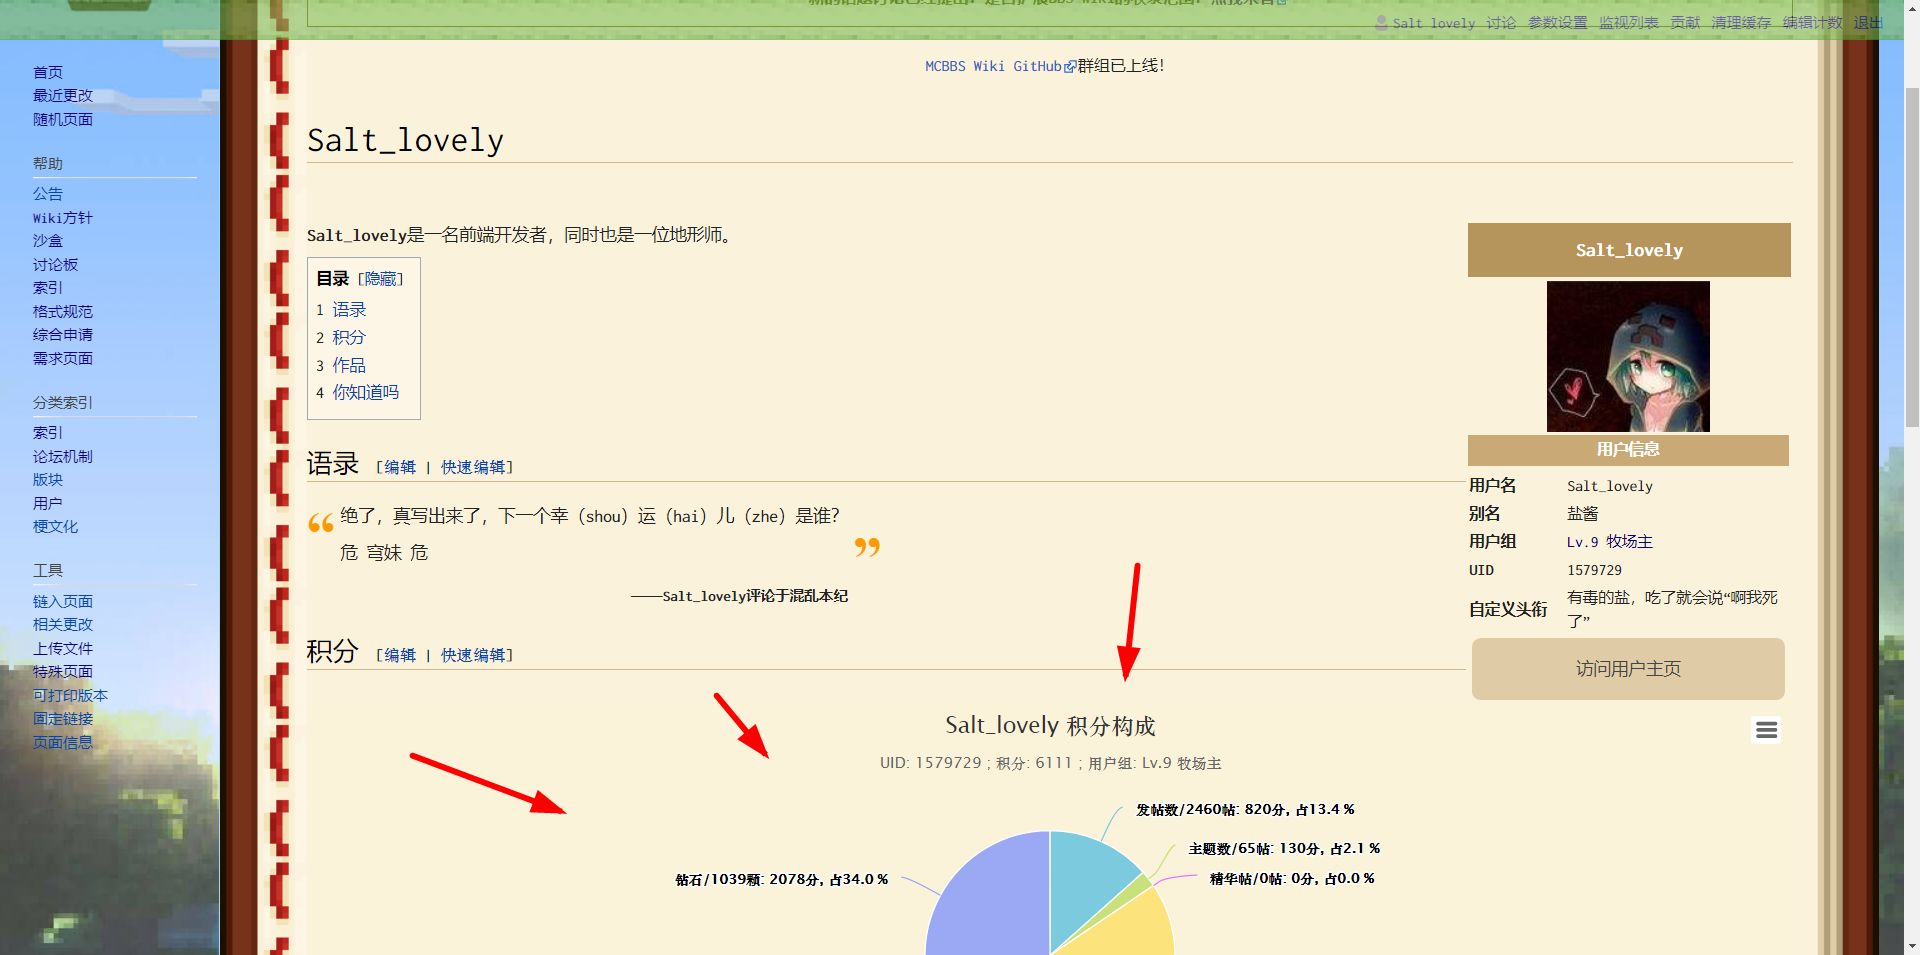 Salt lovely 讨论 参数设置 监视列表 贡献 清理缓存 编辑计数 退出
首页
最近更改
随机页面
帮助
公告
Wiki方针
沙盒
讨论板
索引
格式规范
综合申请
需求页面
分类索引
索引
论坛机制
版块
用户
梗文化
工具
链入页面
相关更改
上传文件
特殊页面
可打印版本
固定链接
页面信息
MCBBS Wiki GitHub群组已上线！
Salt_lovely
Salt_lovely是一名前端开发者，同时也是一位地形师。
目录 [隐藏]
1 语录
2 积分
3 作品
4 你知道吗
语录 [编辑 | 快速编辑]
“绝了，真写出来了，下一个幸（shou）运（hai）儿（zhe）是谁？
危 穹妹 危”
——Salt_lovely评论于混乱本纪
积分 [编辑 | 快速编辑]
Salt_lovely 积分构成
UID: 1579729 ; 积分: 6111 ; 用户组: Lv.9 牧场主
发帖数/2460帖: 820分, 占13.4 %
主题数/65帖: 130分, 占2.1 %
精华帖/0帖: 0分, 占0.0 %
钻石/1039颗: 2078分, 占34.0 %
Salt_lovely
用户信息
用户名 Salt_lovely
别名 盐酱
用户组 Lv.9 牧场主
UID 1579729
自定义头衔 有毒的盐，吃了就会说“啊我死
了”
访问用户主页